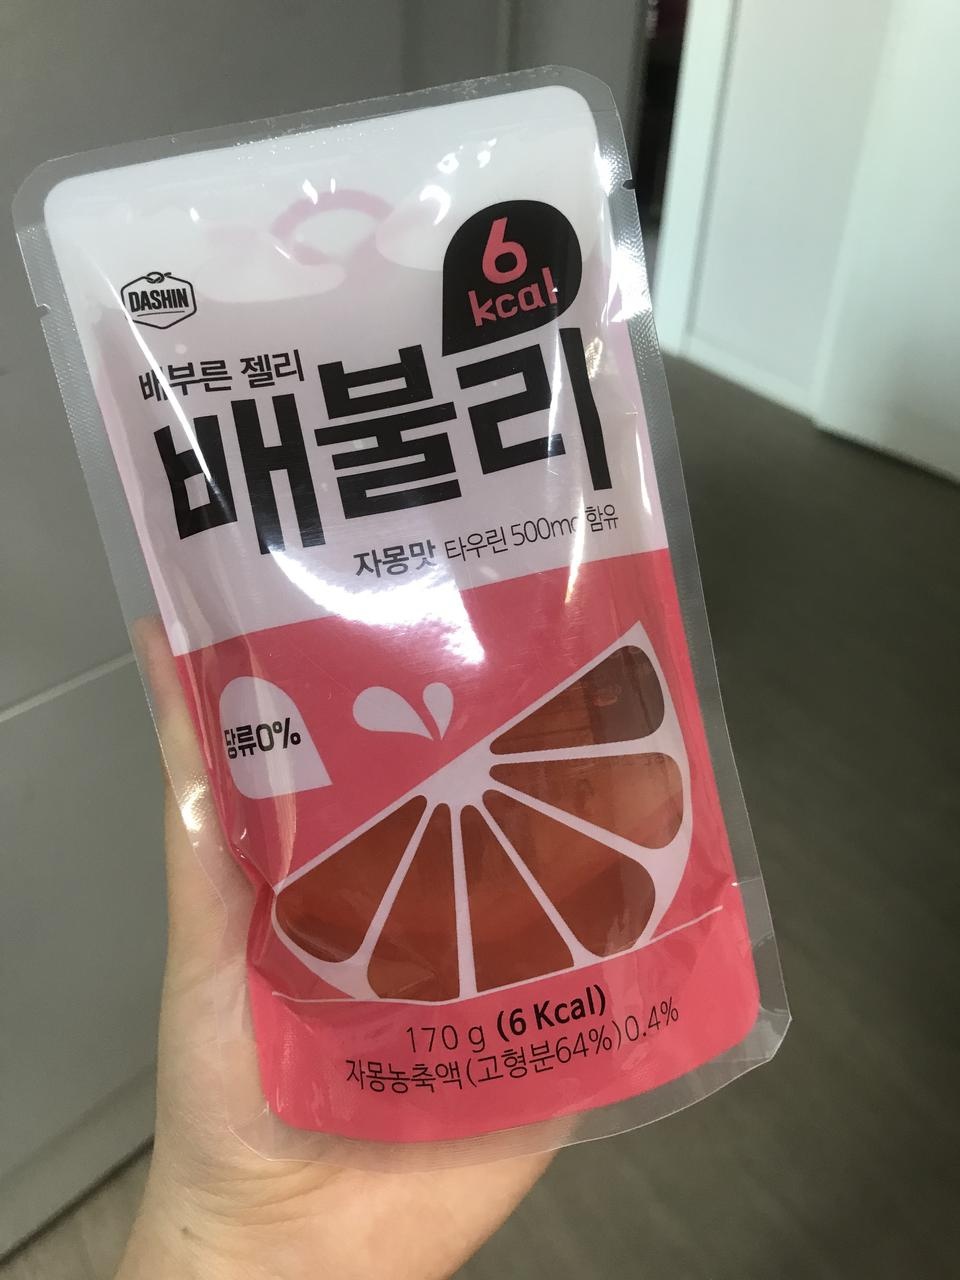 6
kcal
DASHIN
배부른 젤리
배불리
자몽맛 타우린 500mg 함유
당류0%
170 g (6 Kcal)
자몽농축액(고형분64%)0.4%